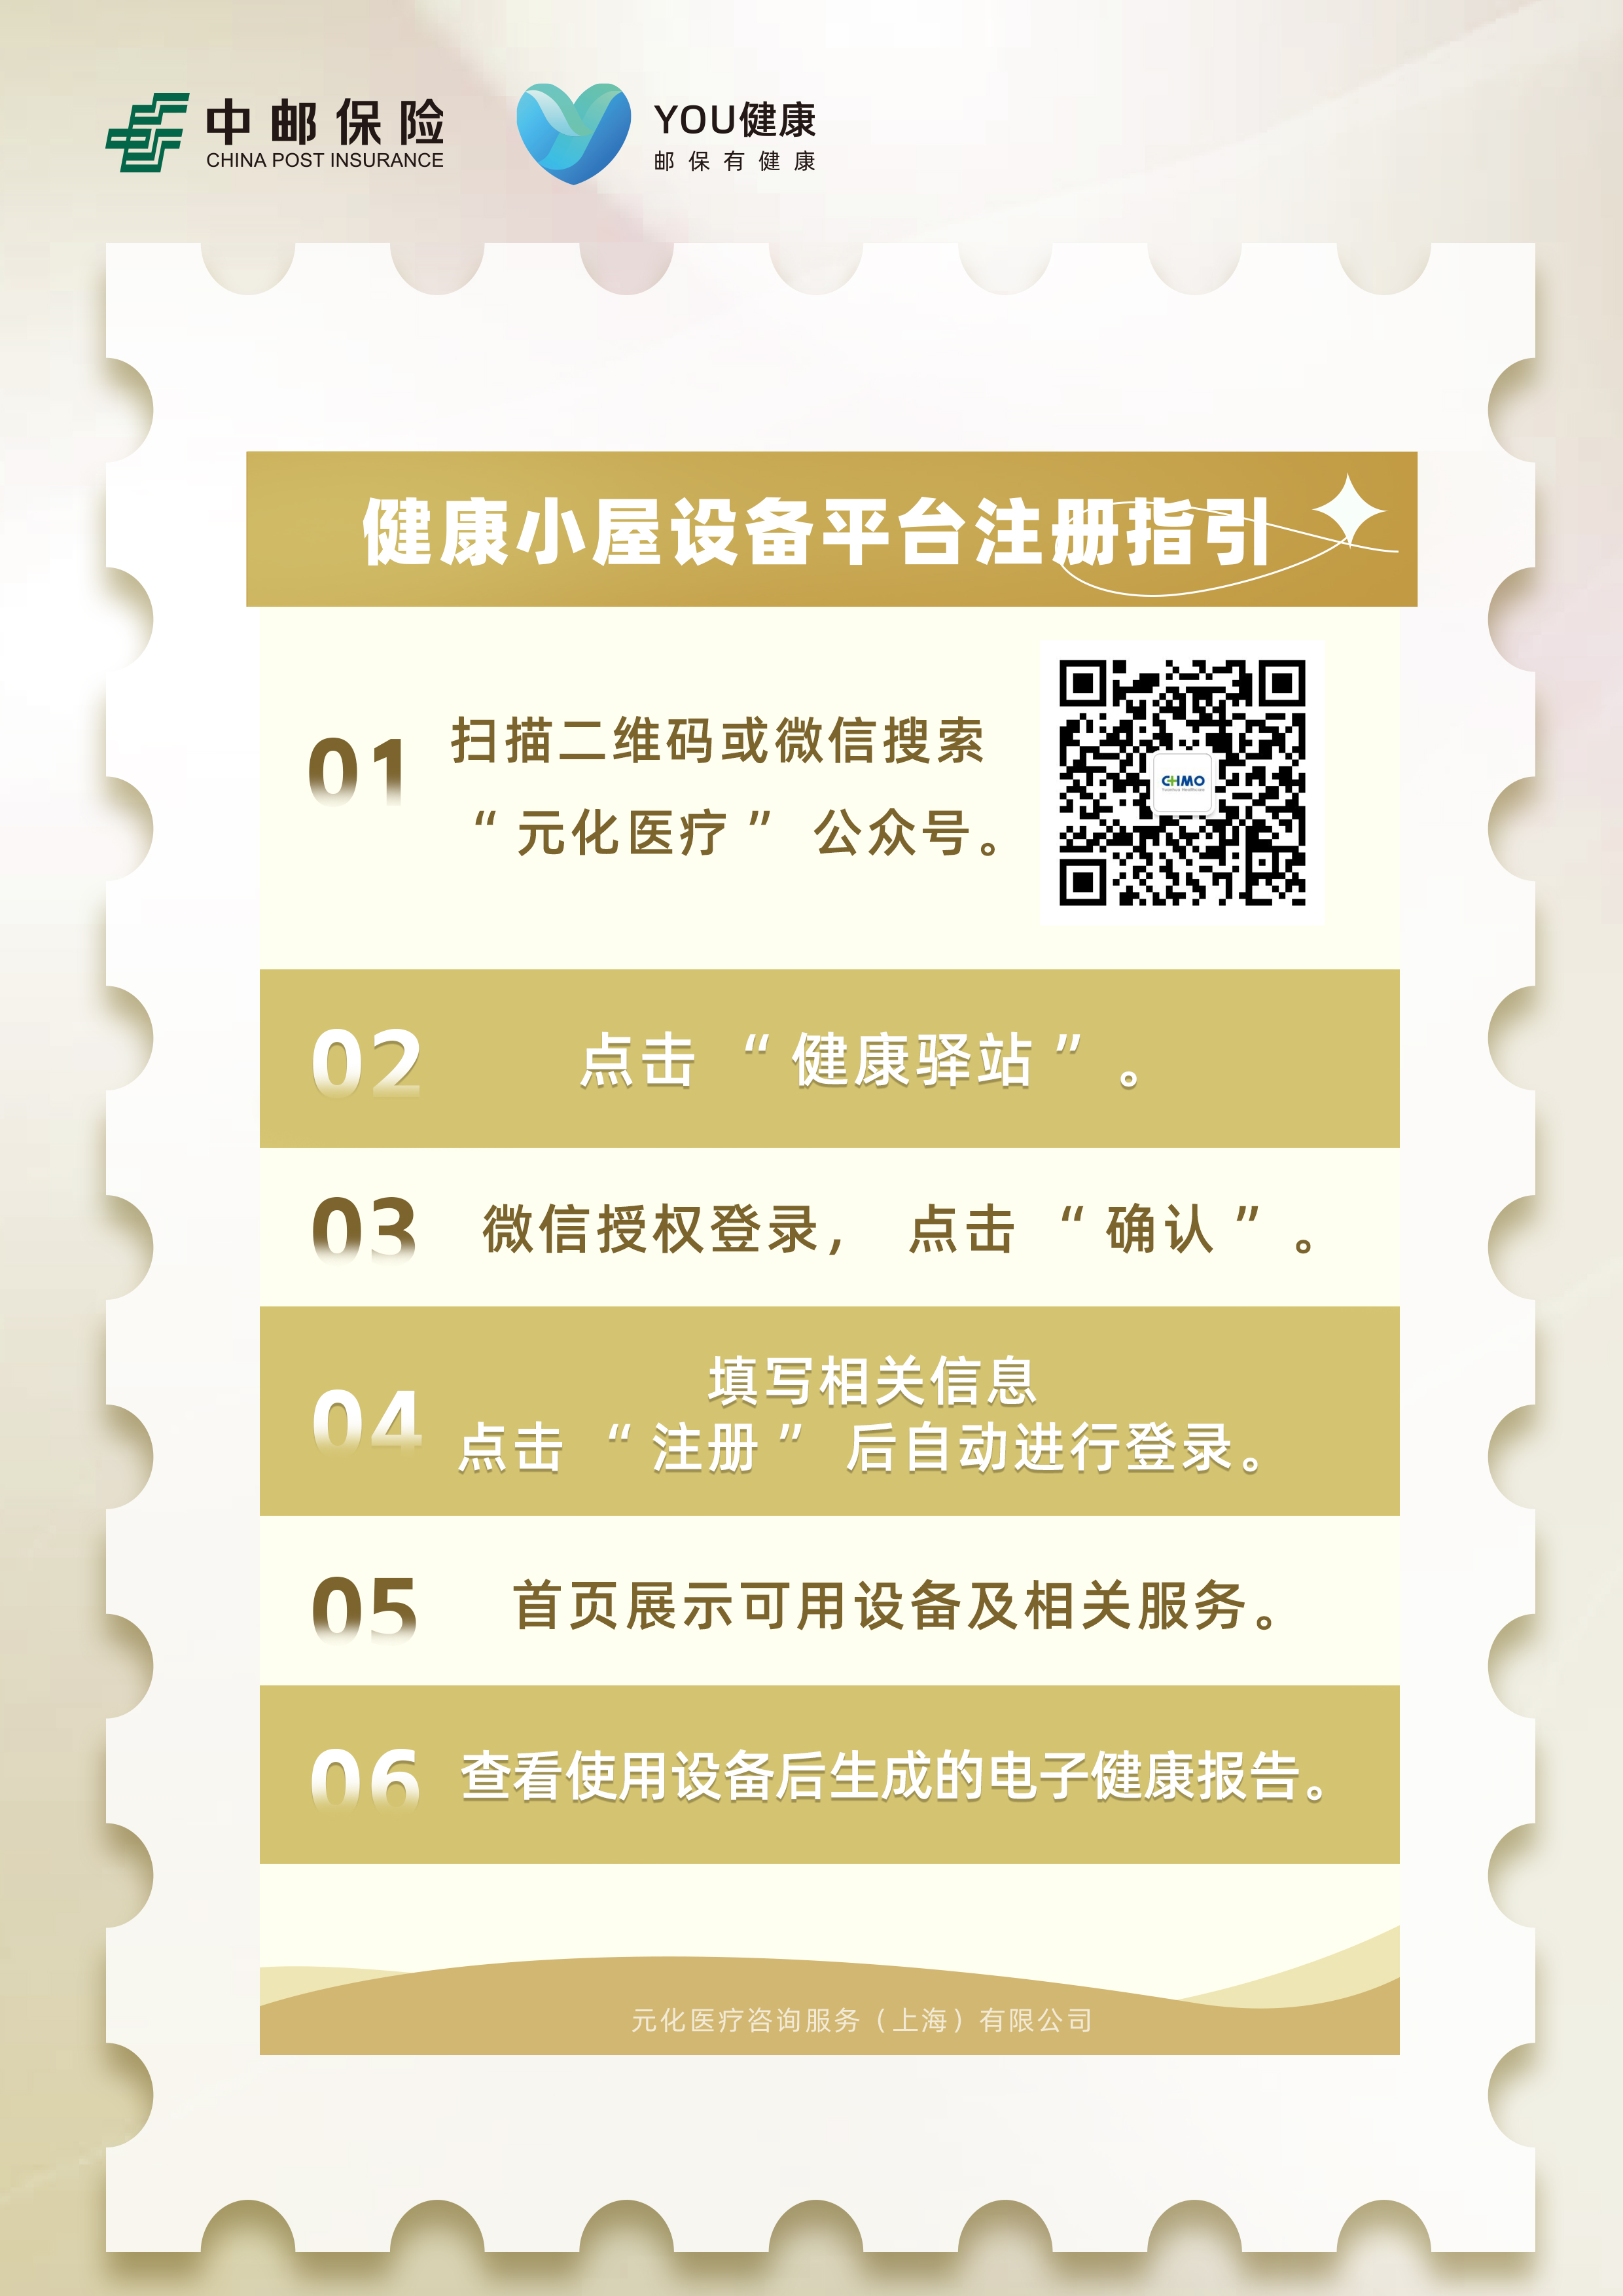 中邮保险
CHINA POST INSURANCE
YOU健康
邮保有健康
健康小屋设备平台注册指引
01
扫描二维码或微信搜索
“元化医疗”公众号。
CHMO
YuanHua Healthcare
02
点击“健康驿站”。
03
微信授权登录，点击“确认”。
04
填写相关信息
点击“注册”后自动进行登录。
05
首页展示可用设备及相关服务。
06
查看使用设备后生成的电子健康报告。
元化医疗咨询服务（上海）有限公司